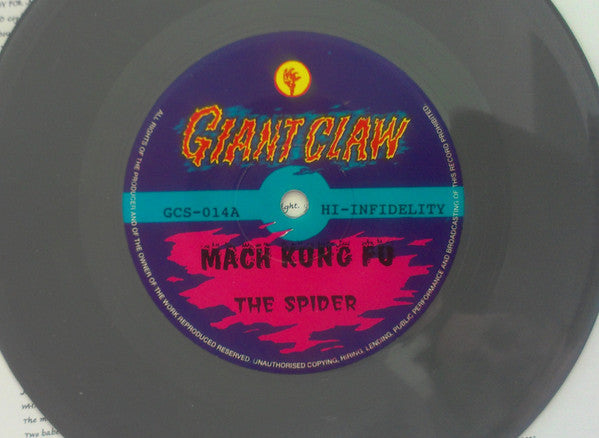 GIANT CLAW
GCS-014A
ght.
HI-INFIDELITY
MACH KUNG FU
THE SPIDER
ALL RIGHTS OF THE PRODUCER AND OF THE OWNER OF THE WORK REPRODUCED RESERVED. UNAUTHORISED COPYING, HIRING, LENDING, PUBLIC PERFORMANCE AND BROADCASTING OF THIS RECORD PROHIBITED.